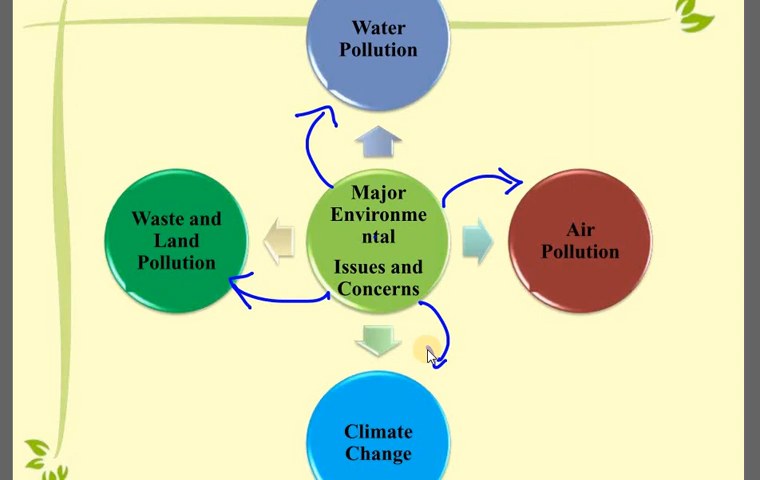 Water
Pollution
Major
Environme
ntal
Issues and
Concerns
Waste and
Land
Pollution
Air
Pollution
Climate
Change